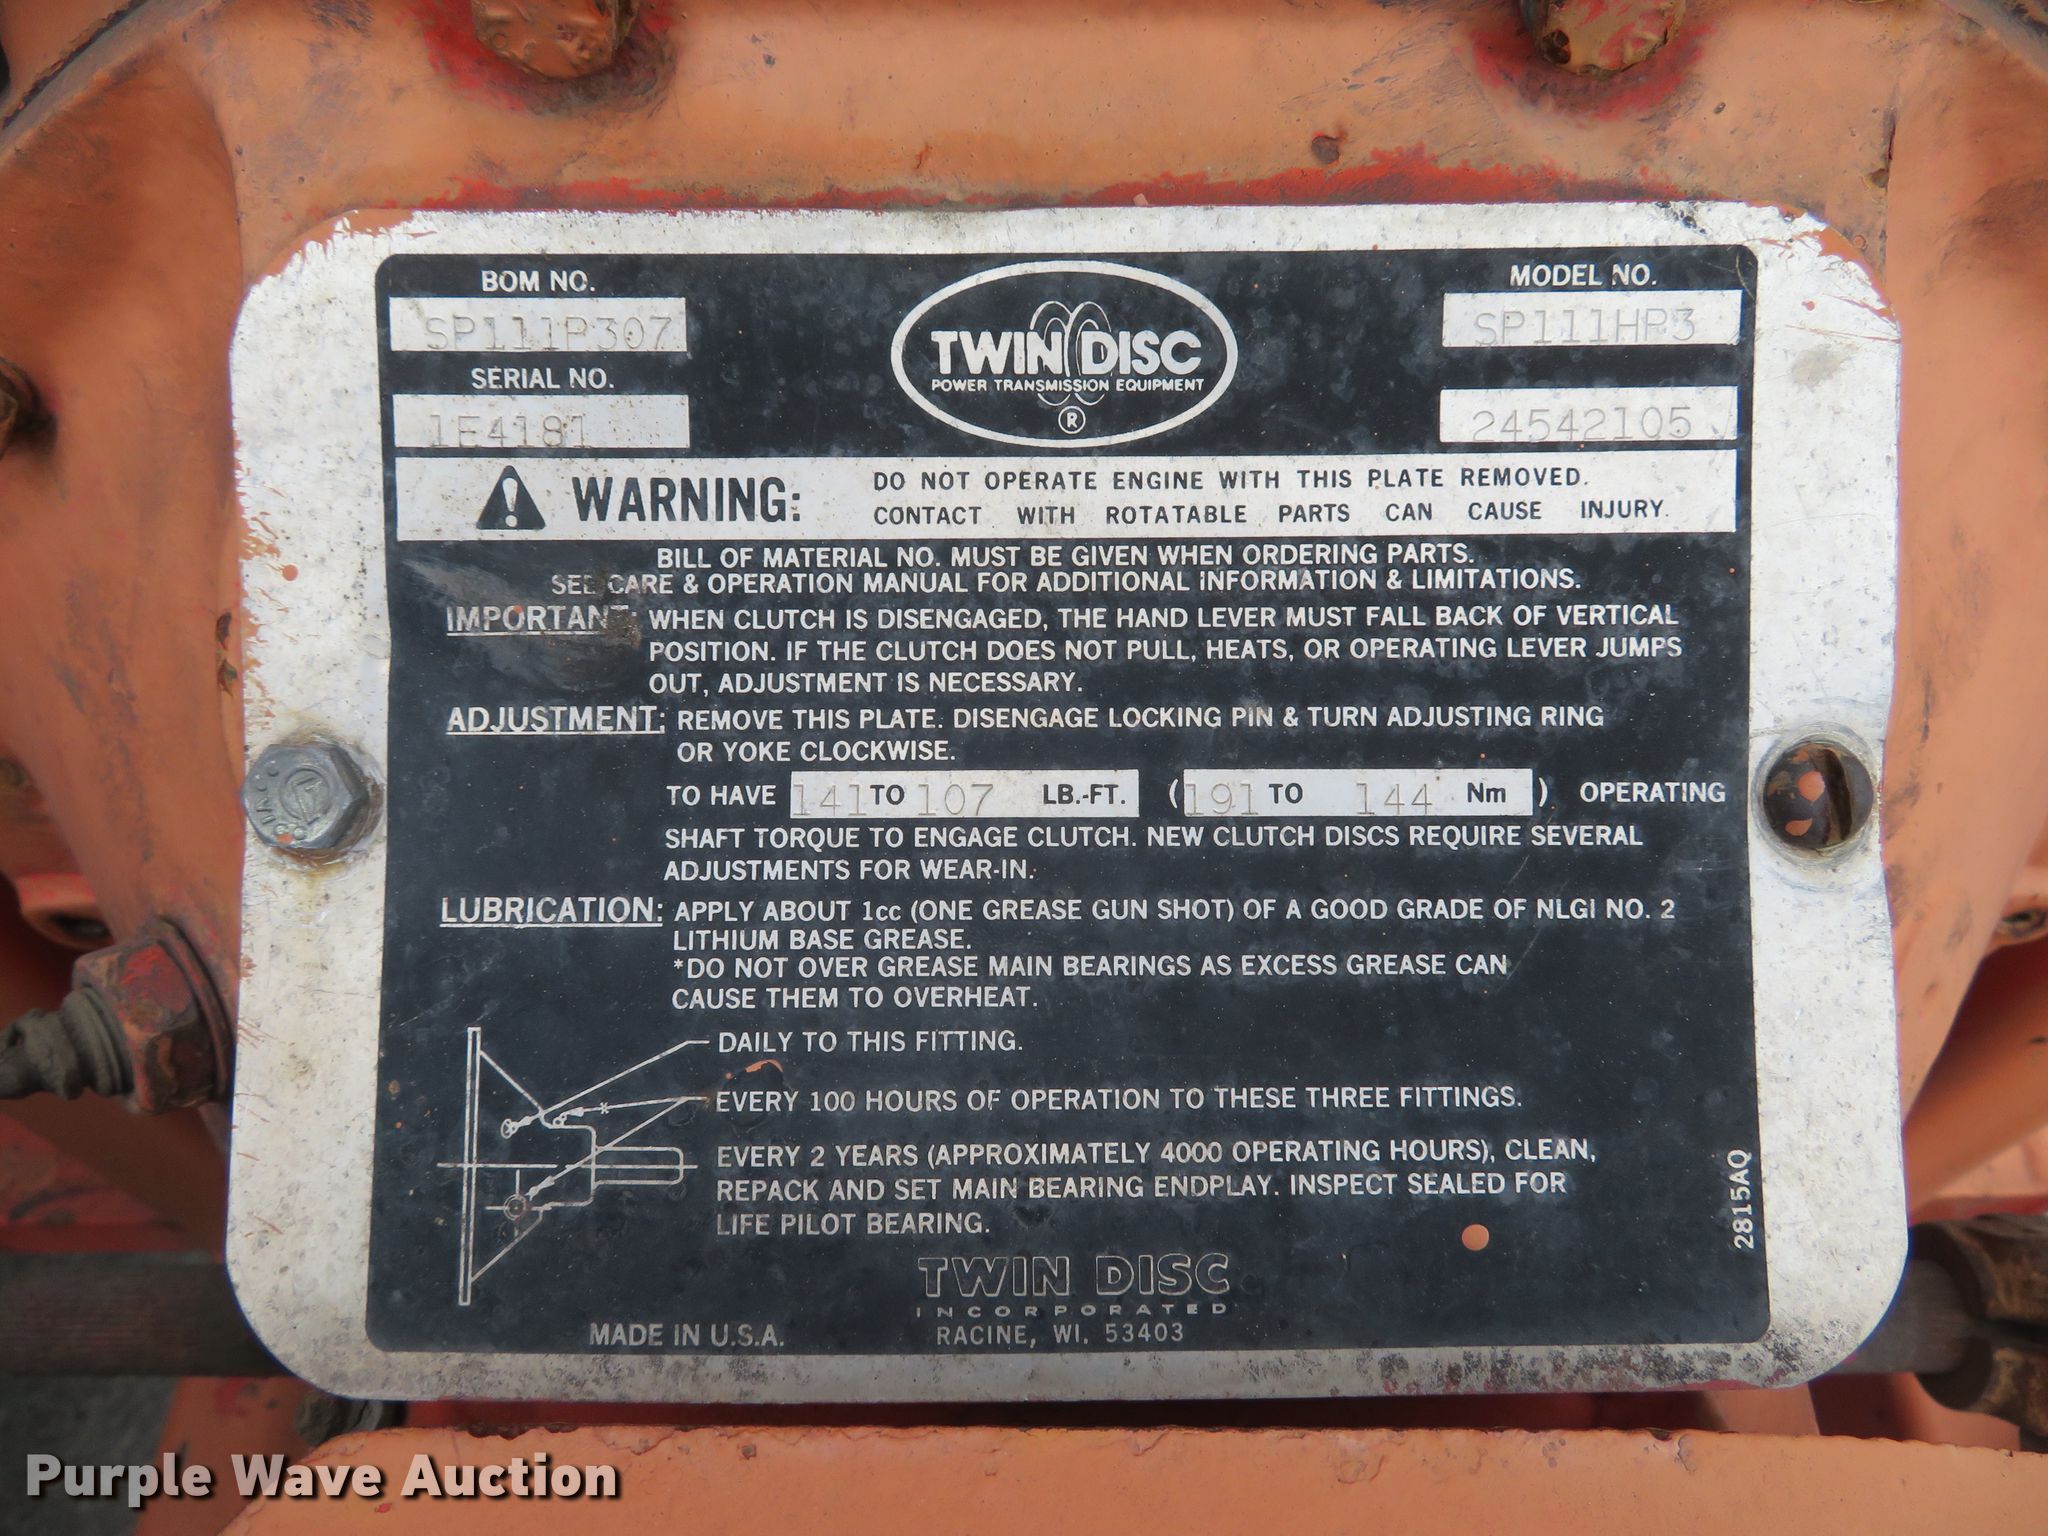 BOM NO.
SP111P307
SERIAL NO.
1E4181
TWIN DISC
POWER TRANSMISSION EQUIPMENT
®
MODEL NO.
SP111HP3
24542105
WARNING:
DO NOT OPERATE ENGINE WITH THIS PLATE REMOVED.
CONTACT WITH ROTATABLE PARTS CAN CAUSE INJURY.
BILL OF MATERIAL NO. MUST BE GIVEN WHEN ORDERING PARTS.
SEE CARE & OPERATION MANUAL FOR ADDITIONAL INFORMATION & LIMITATIONS.
IMPORTANT: WHEN CLUTCH IS DISENGAGED, THE HAND LEVER MUST FALL BACK OF VERTICAL
POSITION. IF THE CLUTCH DOES NOT PULL, HEATS, OR OPERATING LEVER JUMPS
OUT, ADJUSTMENT IS NECESSARY.
ADJUSTMENT: REMOVE THIS PLATE. DISENGAGE LOCKING PIN & TURN ADJUSTING RING
OR YOKE CLOCKWISE.
TO HAVE 141 TO 107 LB.-FT. (191 TO 144 Nm) OPERATING
SHAFT TORQUE TO ENGAGE CLUTCH. NEW CLUTCH DISCS REQUIRE SEVERAL
ADJUSTMENTS FOR WEAR-IN.
LUBRICATION: APPLY ABOUT 1cc (ONE GREASE GUN SHOT) OF A GOOD GRADE OF NLGI NO. 2
LITHIUM BASE GREASE.
*DO NOT OVER GREASE MAIN BEARINGS AS EXCESS GREASE CAN
CAUSE THEM TO OVERHEAT.
DAILY TO THIS FITTING.
*
EVERY 100 HOURS OF OPERATION TO THESE THREE FITTINGS.
EVERY 2 YEARS (APPROXIMATELY 4000 OPERATING HOURS), CLEAN,
REPACK AND SET MAIN BEARING ENDPLAY. INSPECT SEALED FOR
LIFE PILOT BEARING.
2815AQ
TWIN DISC
INCORPORATED
RACINE, WI. 53403
MADE IN U.S.A.
Purple Wave Auction